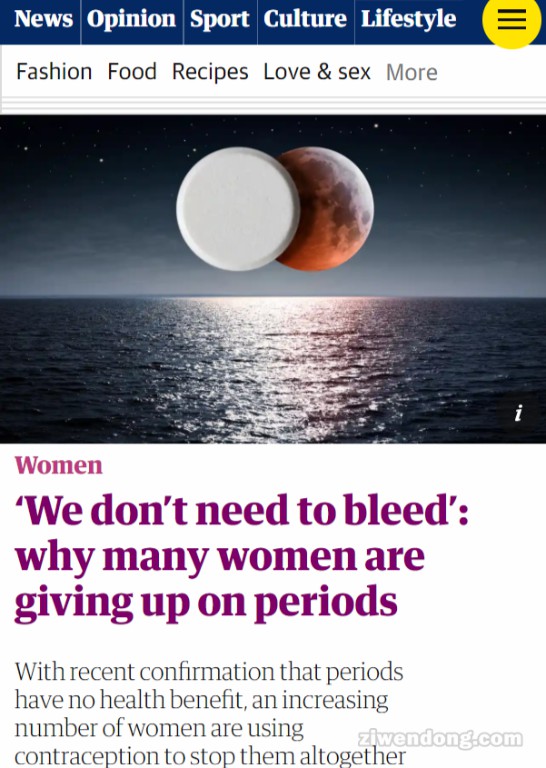 News Opinion Sport Culture Lifestyle
Fashion Food Recipes Love & sex More
i
Women
‘We don’t need to bleed’:
why many women are
giving up on periods
With recent confirmation that periods
have no health benefit, an increasing
number of women are using
contraception to stop them altogether
ziwendong.com